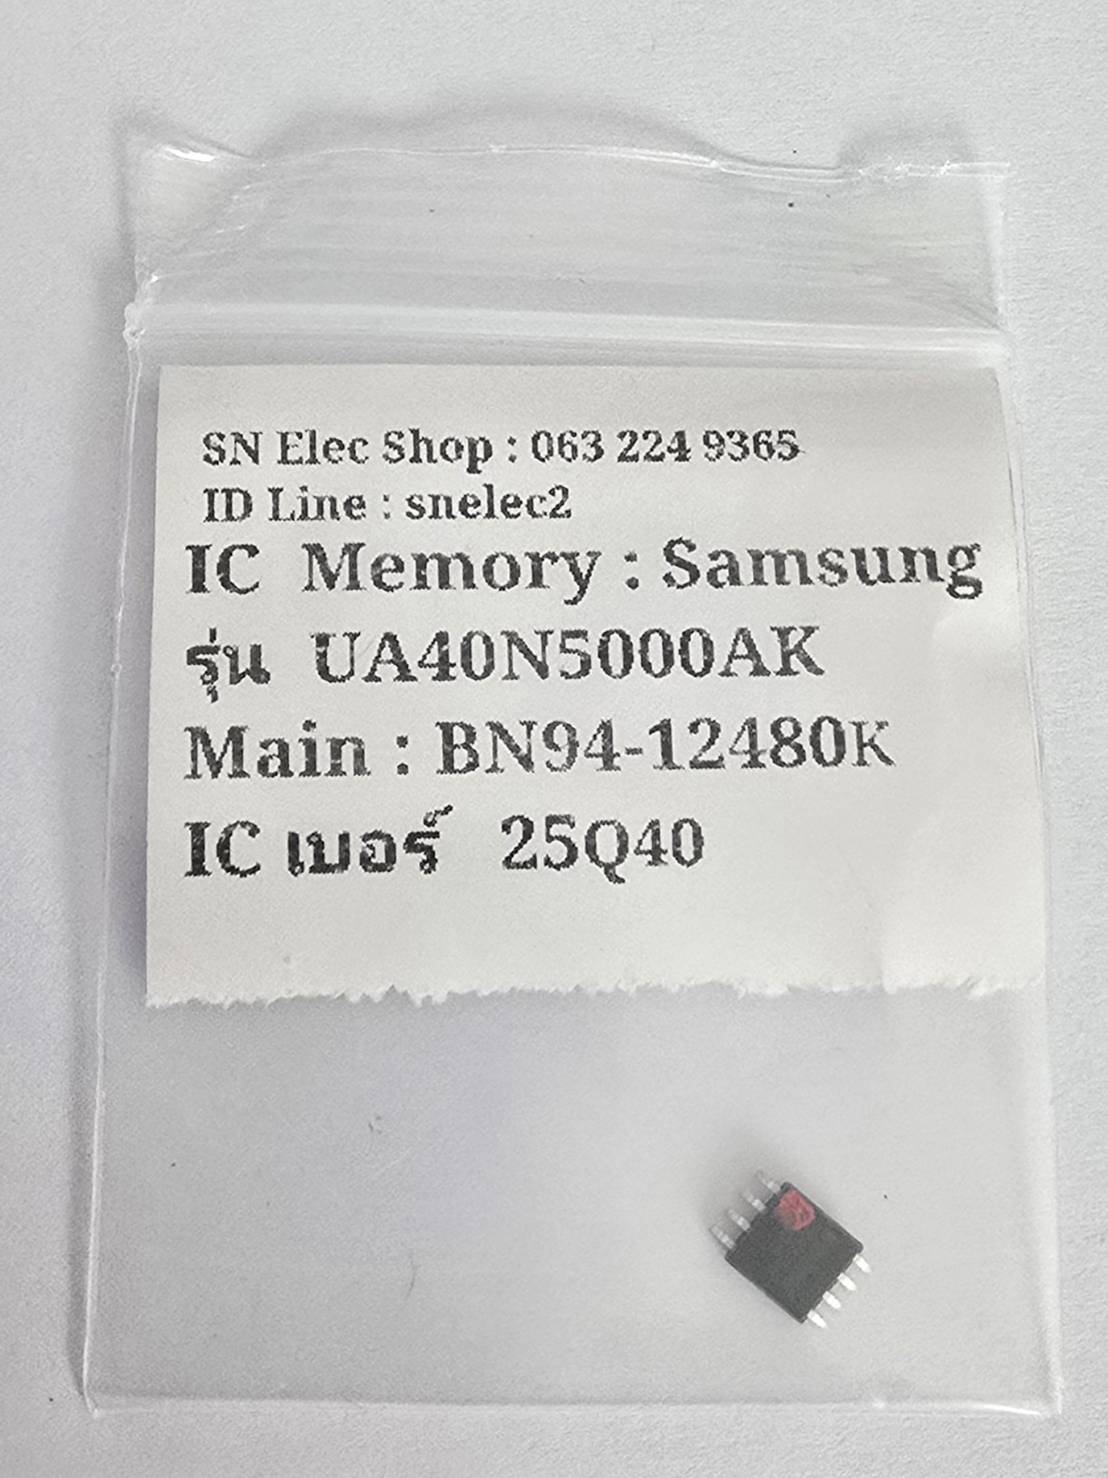 SN Elec Shop : 063 224 9365
ID Line : snelec2
IC Memory : Samsung
รุ่น UA40N5000AK
Main : BN94-12480K
IC เบอร์ 25Q40